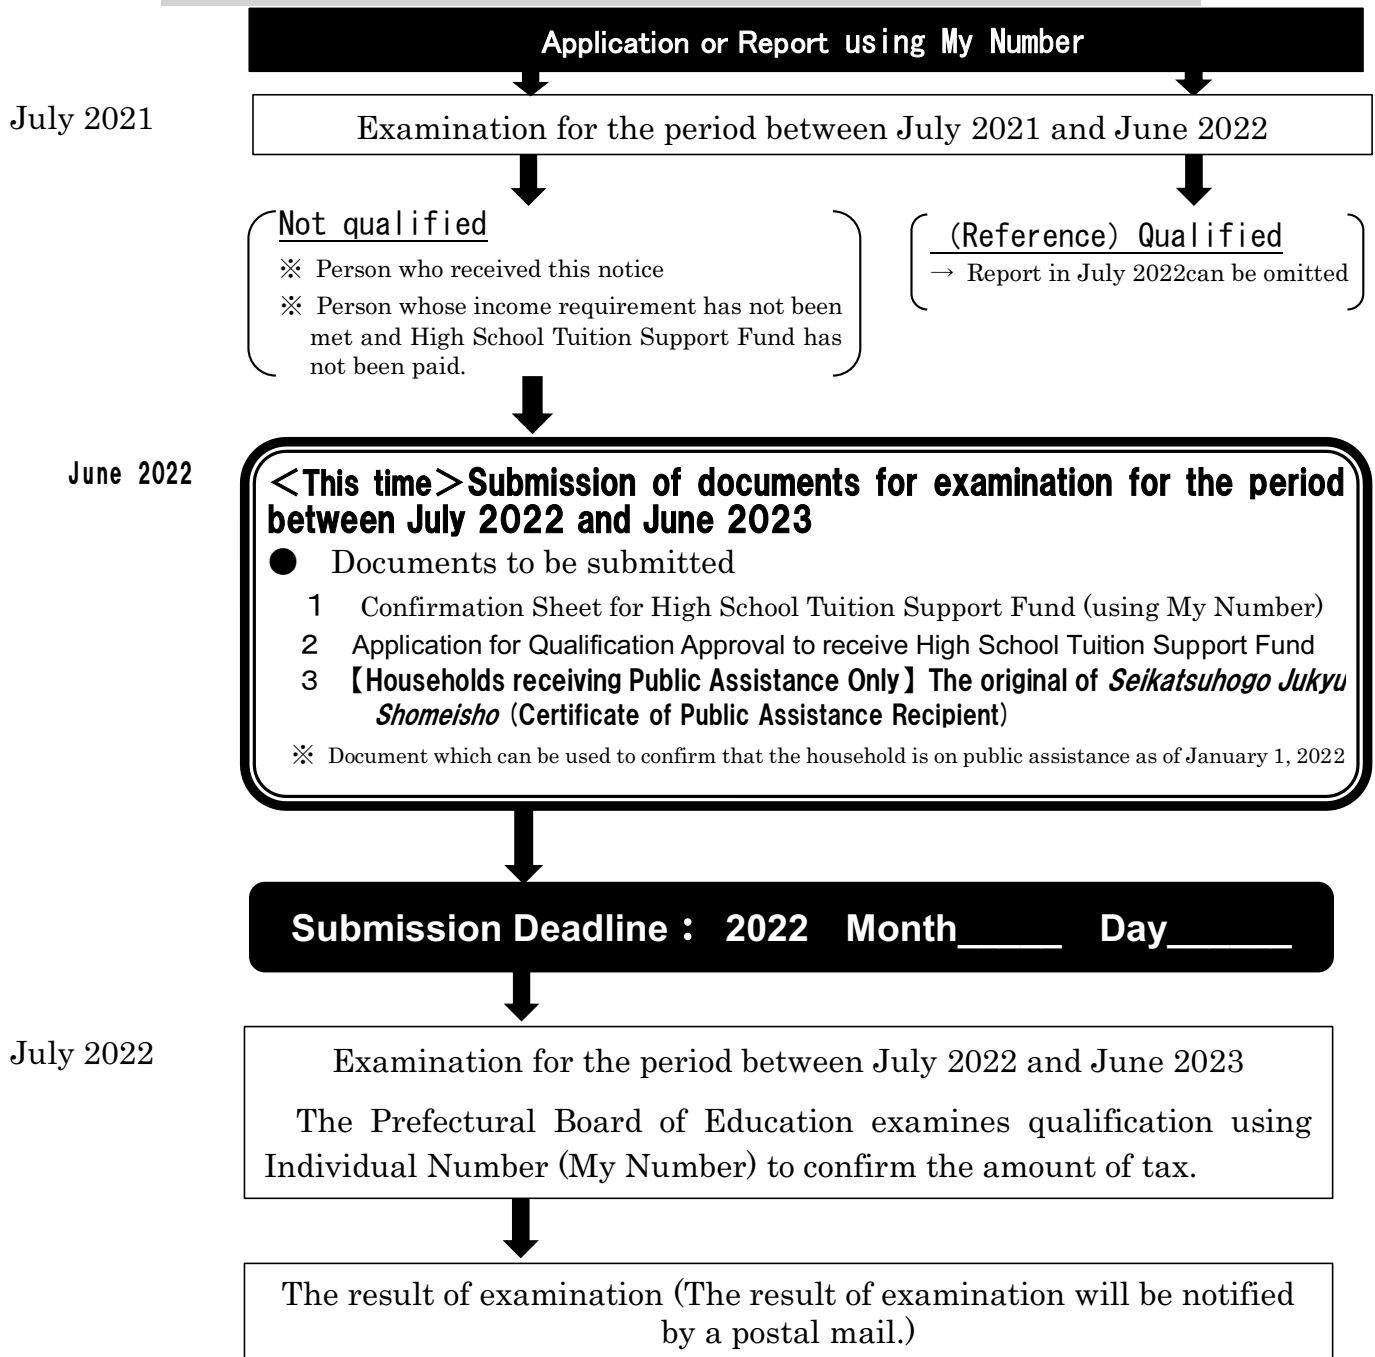 Application or Report using My Number
July 2021
Examination for the period between July 2021 and June 2022
Not qualified
※ Person who received this notice
※ Person whose income requirement has not been
met and High School Tuition Support Fund has
not been paid.
(Reference) Qualified
→ Report in July 2022can be omitted
June 2022
＜This time＞Submission of documents for examination for the period
between July 2022 and June 2023
● Documents to be submitted
1 Confirmation Sheet for High School Tuition Support Fund (using My Number)
2 Application for Qualification Approval to receive High School Tuition Support Fund
3 【Households receiving Public Assistance Only】 The original of Seikatsuhogo Jukyu
Shomeisho (Certificate of Public Assistance Recipient)
※ Document which can be used to confirm that the household is on public assistance as of January 1, 2022
Submission Deadline： 2022 Month_____ Day______
July 2022
Examination for the period between July 2022 and June 2023
The Prefectural Board of Education examines qualification using
Individual Number (My Number) to confirm the amount of tax.
The result of examination (The result of examination will be notified
by a postal mail.)